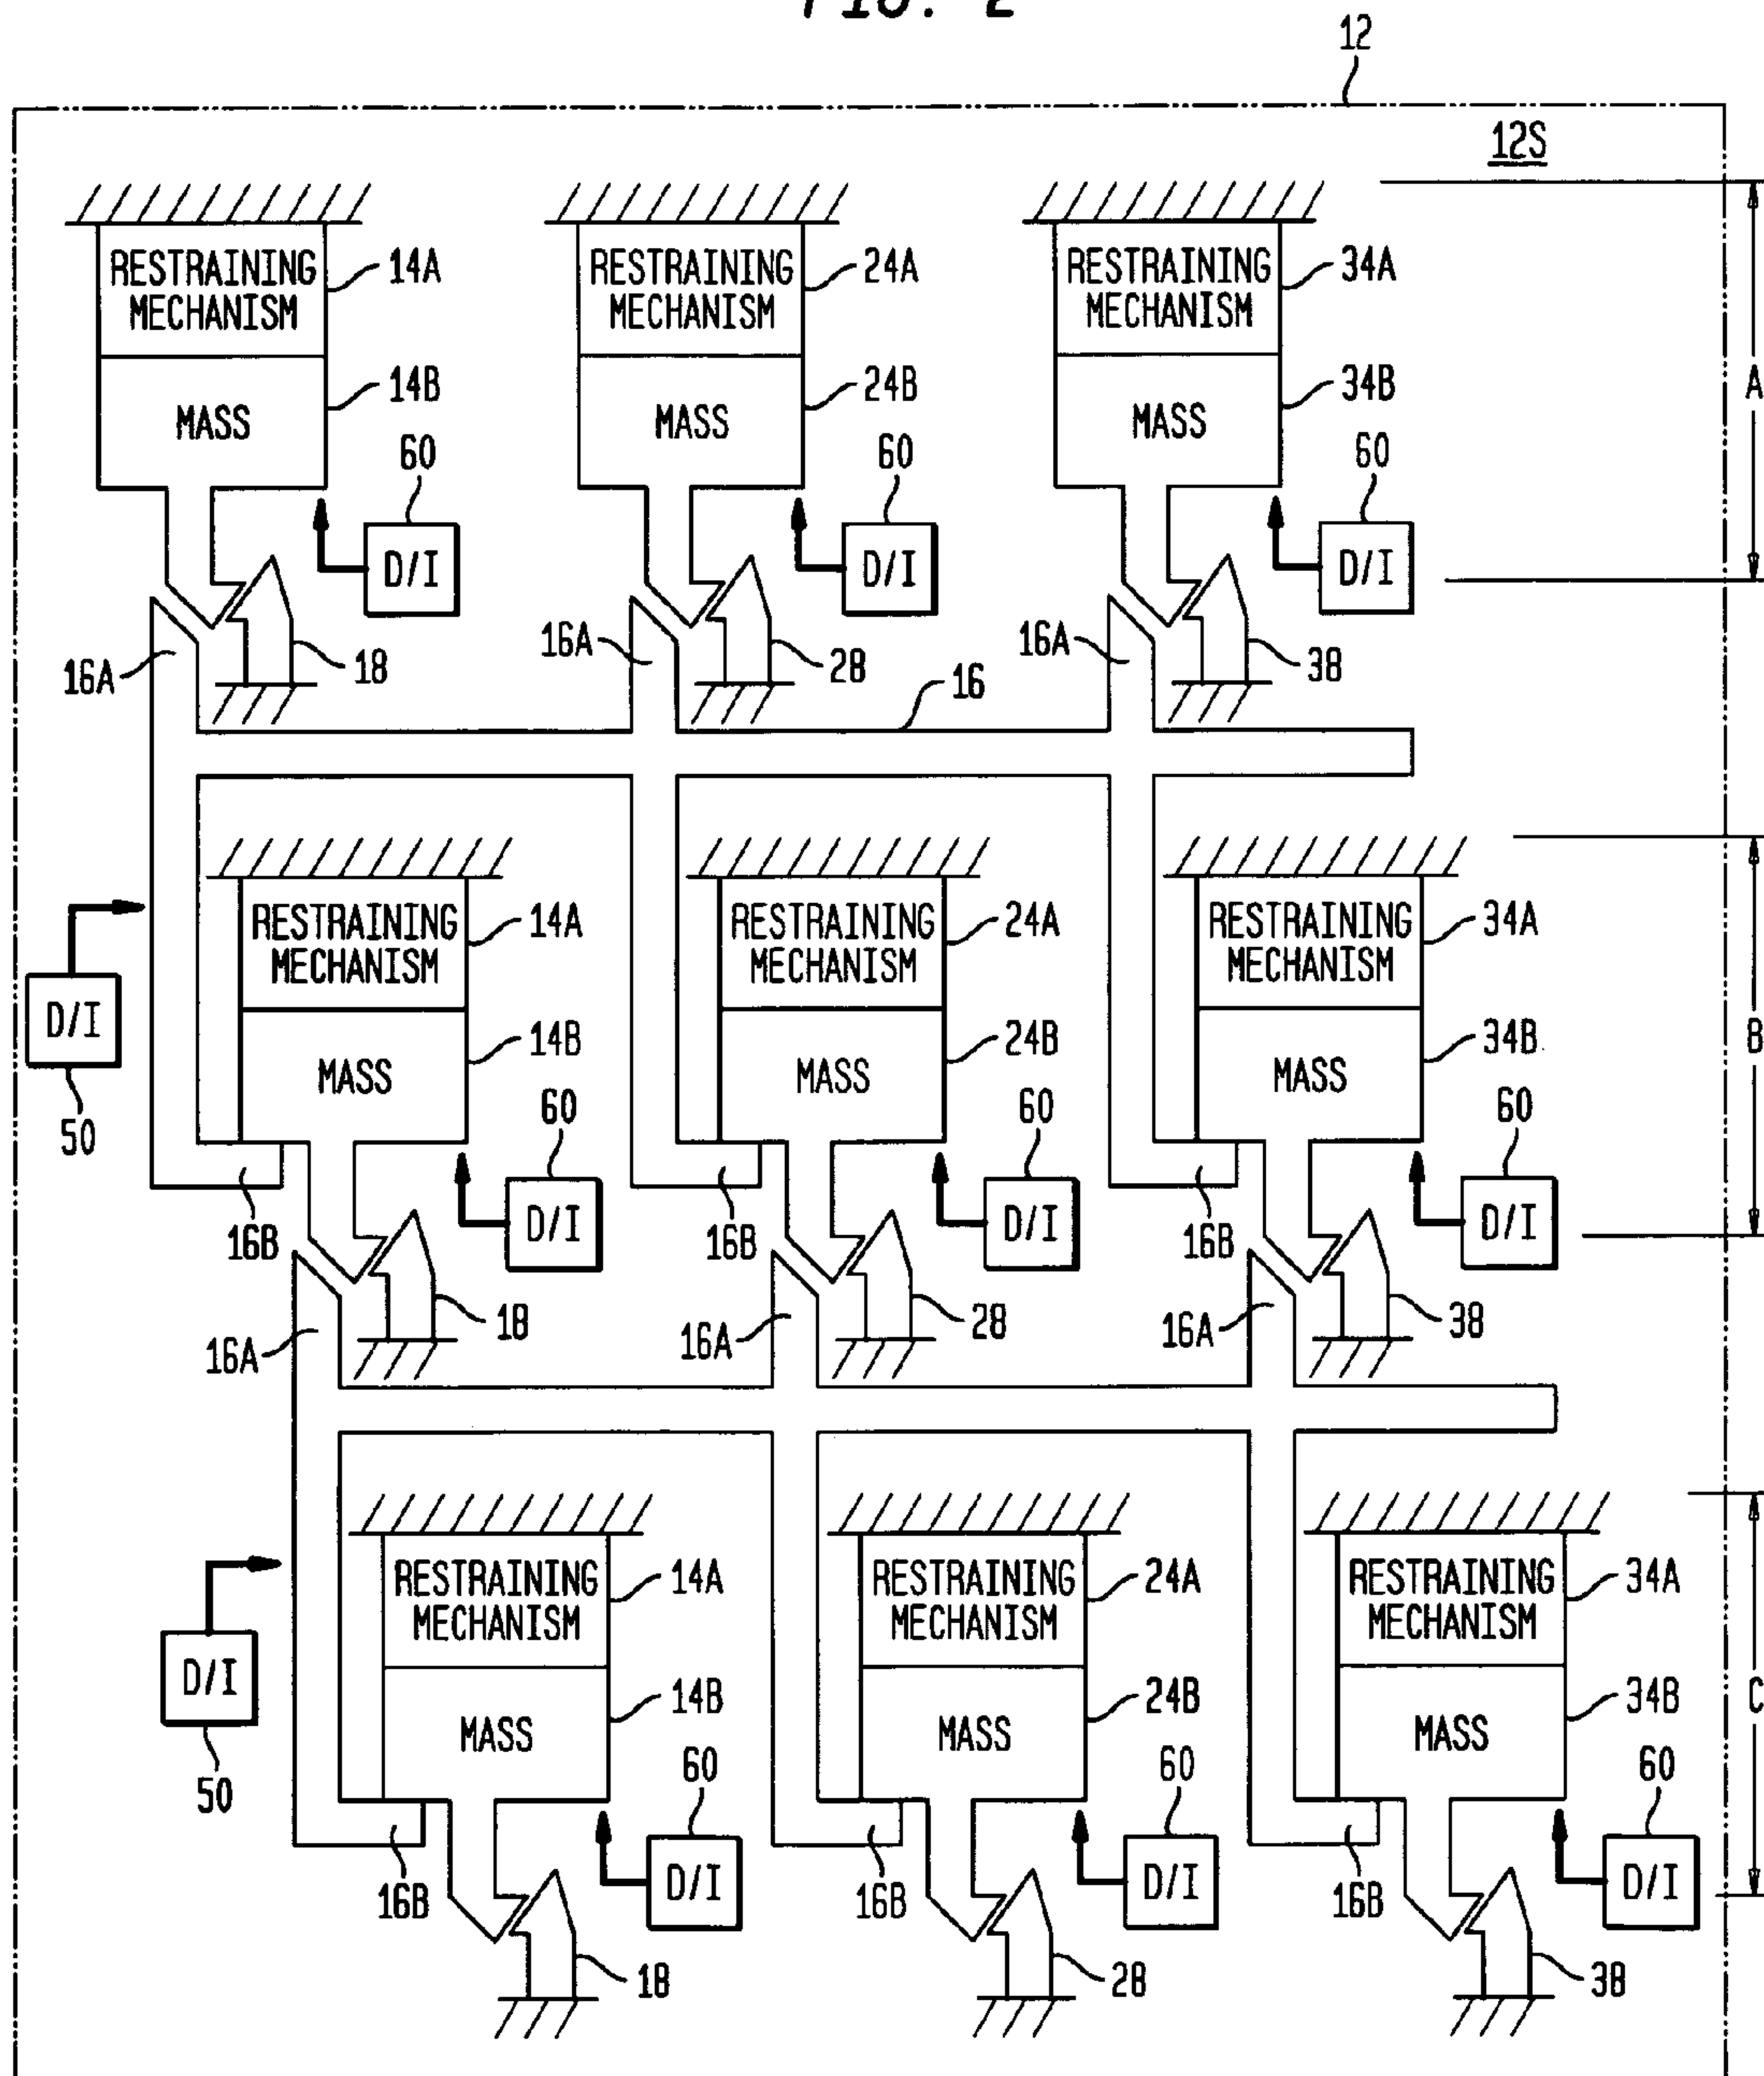 FIG. 2
12
12S
RESTRAINING MECHANISM
14A
RESTRAINING MECHANISM
24A
RESTRAINING MECHANISM
34A
MASS
14B
MASS
24B
MASS
34B
A
60
60
60
D/I
D/I
D/I
16A
18
16A
28
16A
38
16
RESTRAINING MECHANISM
14A
RESTRAINING MECHANISM
24A
RESTRAINING MECHANISM
34A
D/I
50
MASS
14B
MASS
24B
MASS
34B
B
60
60
60
16B
D/I
16B
D/I
16B
D/I
16A
18
16A
28
16A
38
RESTRAINING MECHANISM
14A
RESTRAINING MECHANISM
24A
RESTRAINING MECHANISM
34A
D/I
50
MASS
14B
MASS
24B
MASS
34B
C
60
60
60
16B
D/I
16B
D/I
16B
D/I
18
28
38